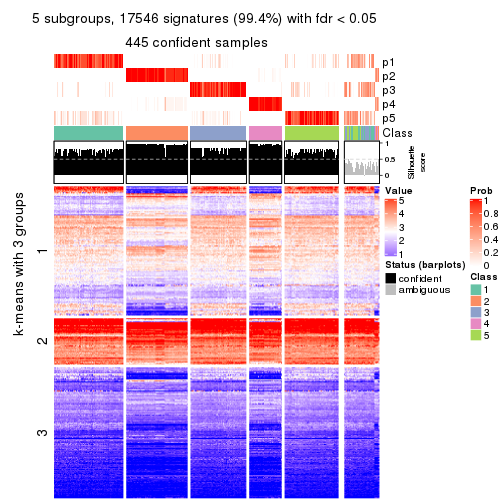 5 subgroups, 17546 signatures (99.4%) with fdr < 0.05
445 confident samples
p1
p2
p3
p4
p5
Class
1
0.5
0
Silhouette
score
k-means with 3 groups
1
2
3
Value
5
4
3
2
1
Status (barplots)
confident
ambiguous
Prob
1
0.8
0.6
0.4
0.2
0
Class
1
2
3
4
5